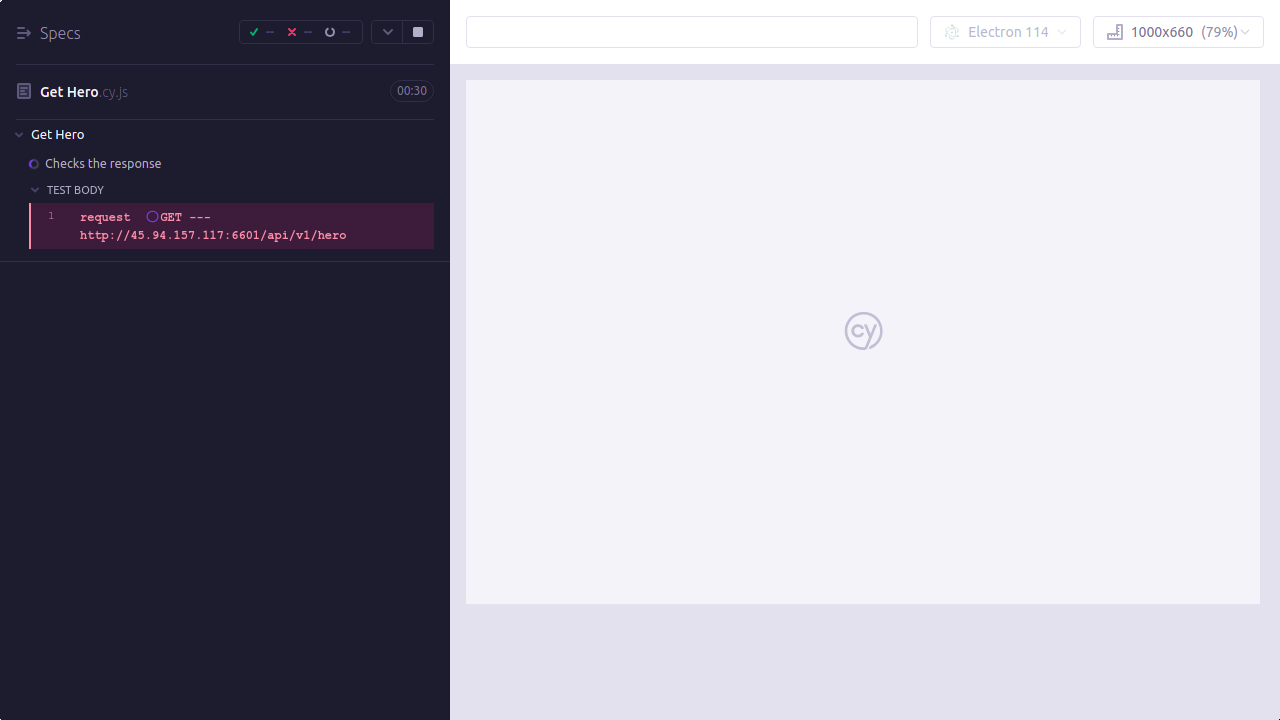 Specs
-- -- --
Electron 114
1000x660 (79%)
Get Hero.cy.js
00:30
Get Hero
Checks the response
TEST BODY
1 request GET ---
http://45.94.157.117:6601/api/v1/hero
cy